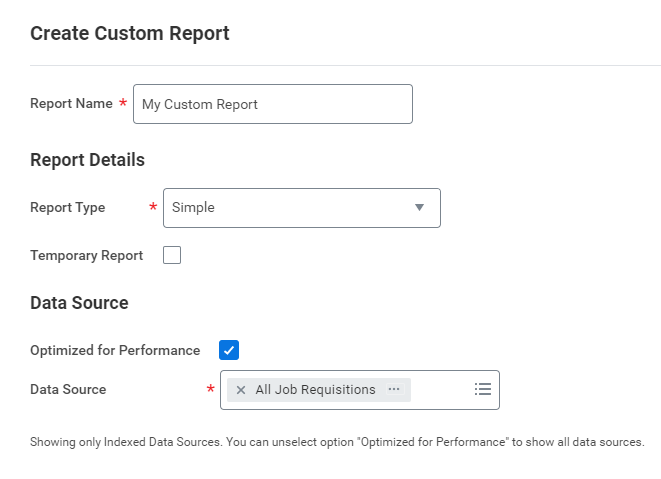 Create Custom Report
Report Name * My Custom Report
Report Details
Report Type * Simple
Temporary Report
Data Source
Optimized for Performance
Data Source * × All Job Requisitions ...
Showing only Indexed Data Sources. You can unselect option "Optimized for Performance" to show all data sources.